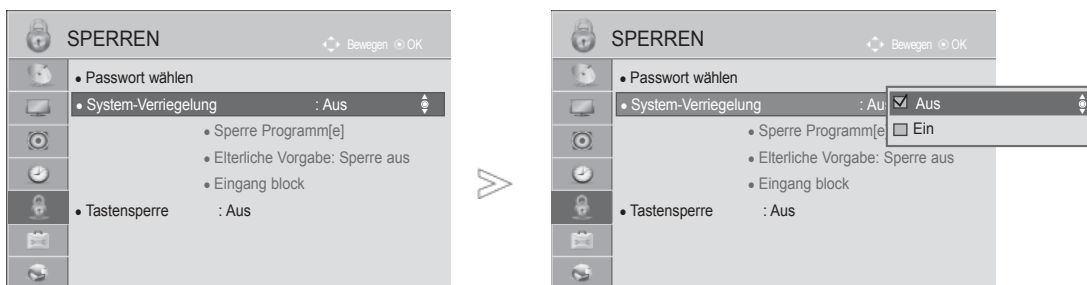 SPERREN
Bewegen OK
• Passwort wählen
• System-Verriegelung : Aus
• Sperre Programm[e]
• Elterliche Vorgabe: Sperre aus
• Eingang block
• Tastensperre : Aus
>
SPERREN
Bewegen OK
• Passwort wählen
• System-Verriegelung : Au
Aus
Ein
• Sperre Programm[e
• Elterliche Vorgabe: Sperre aus
• Eingang block
• Tastensperre : Aus